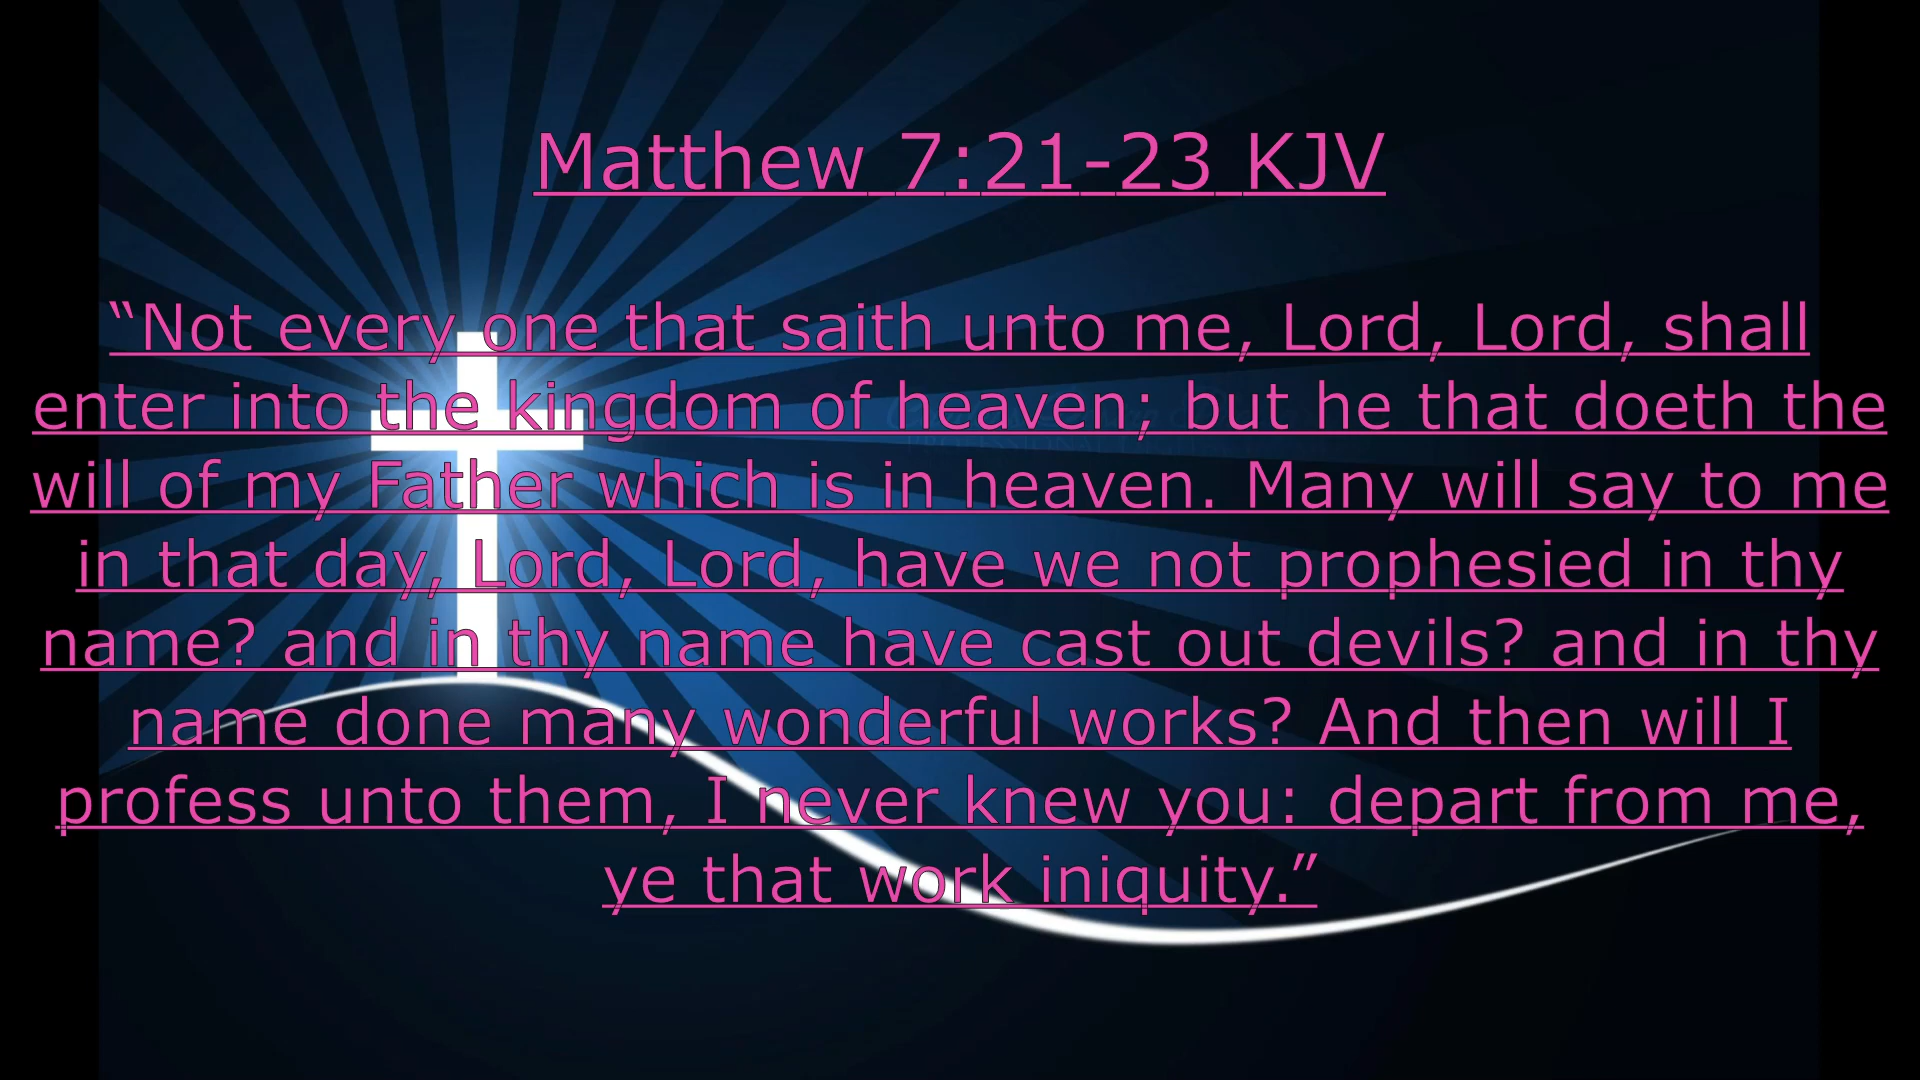 Matthew 7:21-23 KJV
“Not every one that saith unto me, Lord, Lord, shall
enter into the kingdom of heaven; but he that doeth the
will of my Father which is in heaven. Many will say to me
in that day, Lord, Lord, have we not prophesied in thy
name? and in thy name have cast out devils? and in thy
name done many wonderful works? And then will I
profess unto them, I never knew you: depart from me,
ye that work iniquity.”